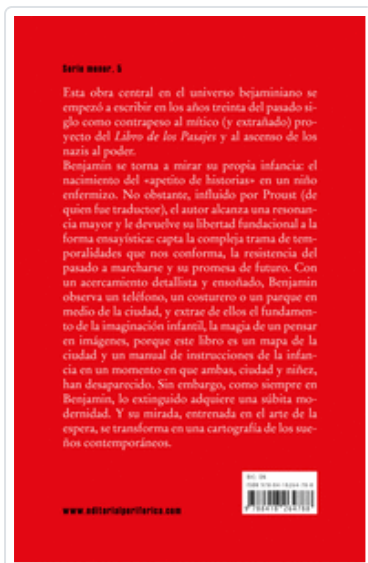 Serie menor, 6
Esta obra central en el universo bejaminiano se
empezó a escribir en los años treinta del pasado si-
glo como contrapeso al mítico (y extrañado) pro-
yecto del Libro de los Pasajes y al ascenso de los
nazis al poder.
Benjamin se torna a mirar su propia infancia: el
nacimiento del «apetito de historias» en un niño
enfermizo. No obstante, influido por Proust (de
quien fue traductor), el autor alcanza una resonan-
cia mayor y le devuelve su libertad fundacional a la
forma ensayística: capta la compleja trama de tem-
poralidades que nos conforma, la resistencia del
pasado a marcharse y su promesa de futuro. Con
un acercamiento detallista y ensoñado, Benjamin
observa un teléfono, un costurero o un parque en
medio de la ciudad, y extrae de ellos el fundamen-
to de la imaginación infantil, la magia de un pensar
en imágenes, porque este libro es un mapa de la
ciudad y un manual de instrucciones de la infan-
cia en un momento en que ambas, ciudad y niñez,
han desaparecido. Sin embargo, como siempre en
Benjamin, lo extinguido adquiere una súbita mo-
dernidad. Y su mirada, entrenada en el arte de la
espera, se transforma en una cartografía de los sue-
ños contemporáneos.
www.editorialperiferica.com